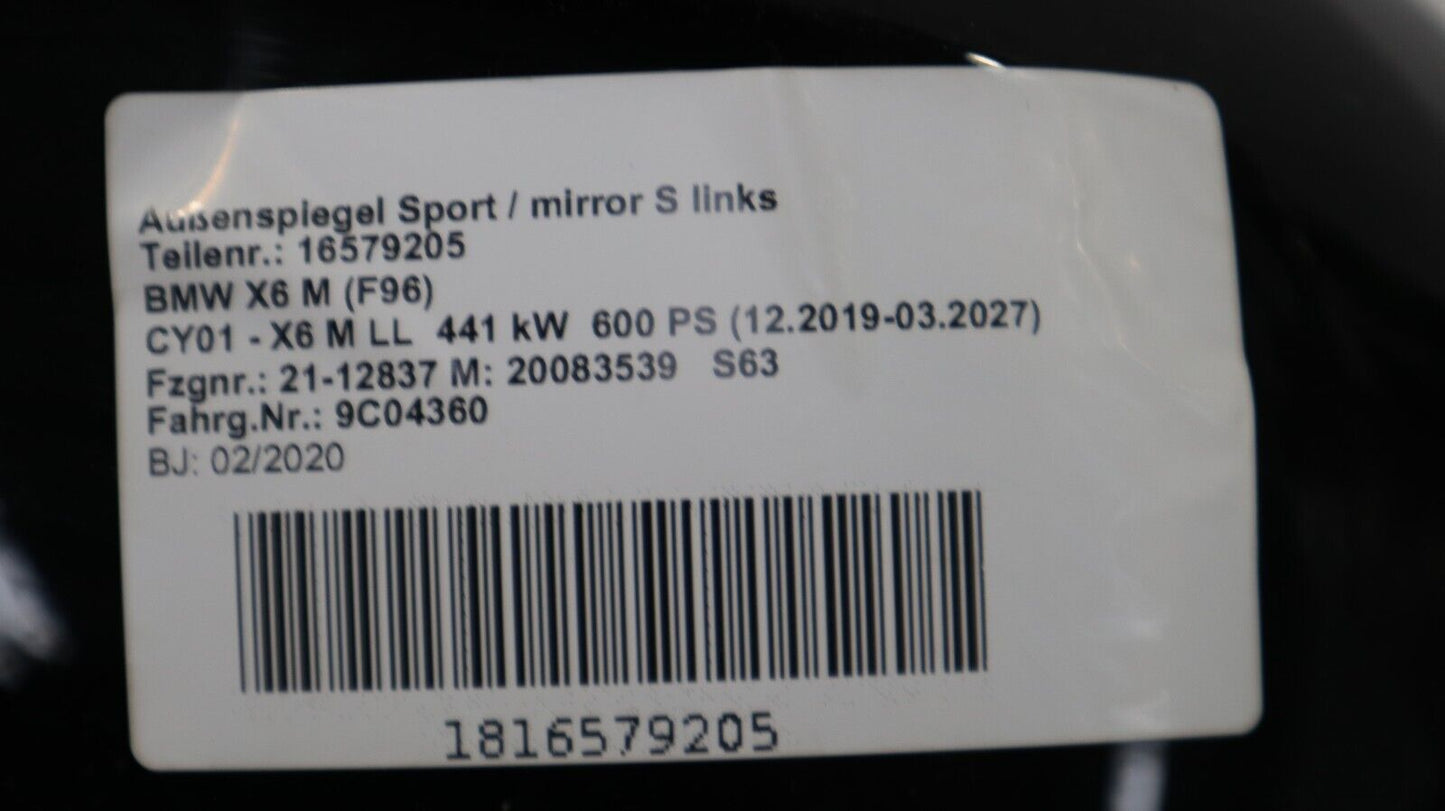 Außenspiegel Sport / mirror S links
Teilenr.: 16579205
BMW X6 M (F96)
CY01 - X6 M LL 441 kW 600 PS (12.2019-03.2027)
Fzgnr.: 21-12837 M: 20083539 S63
Fahrg.Nr.: 9C04360
BJ: 02/2020
1816579205